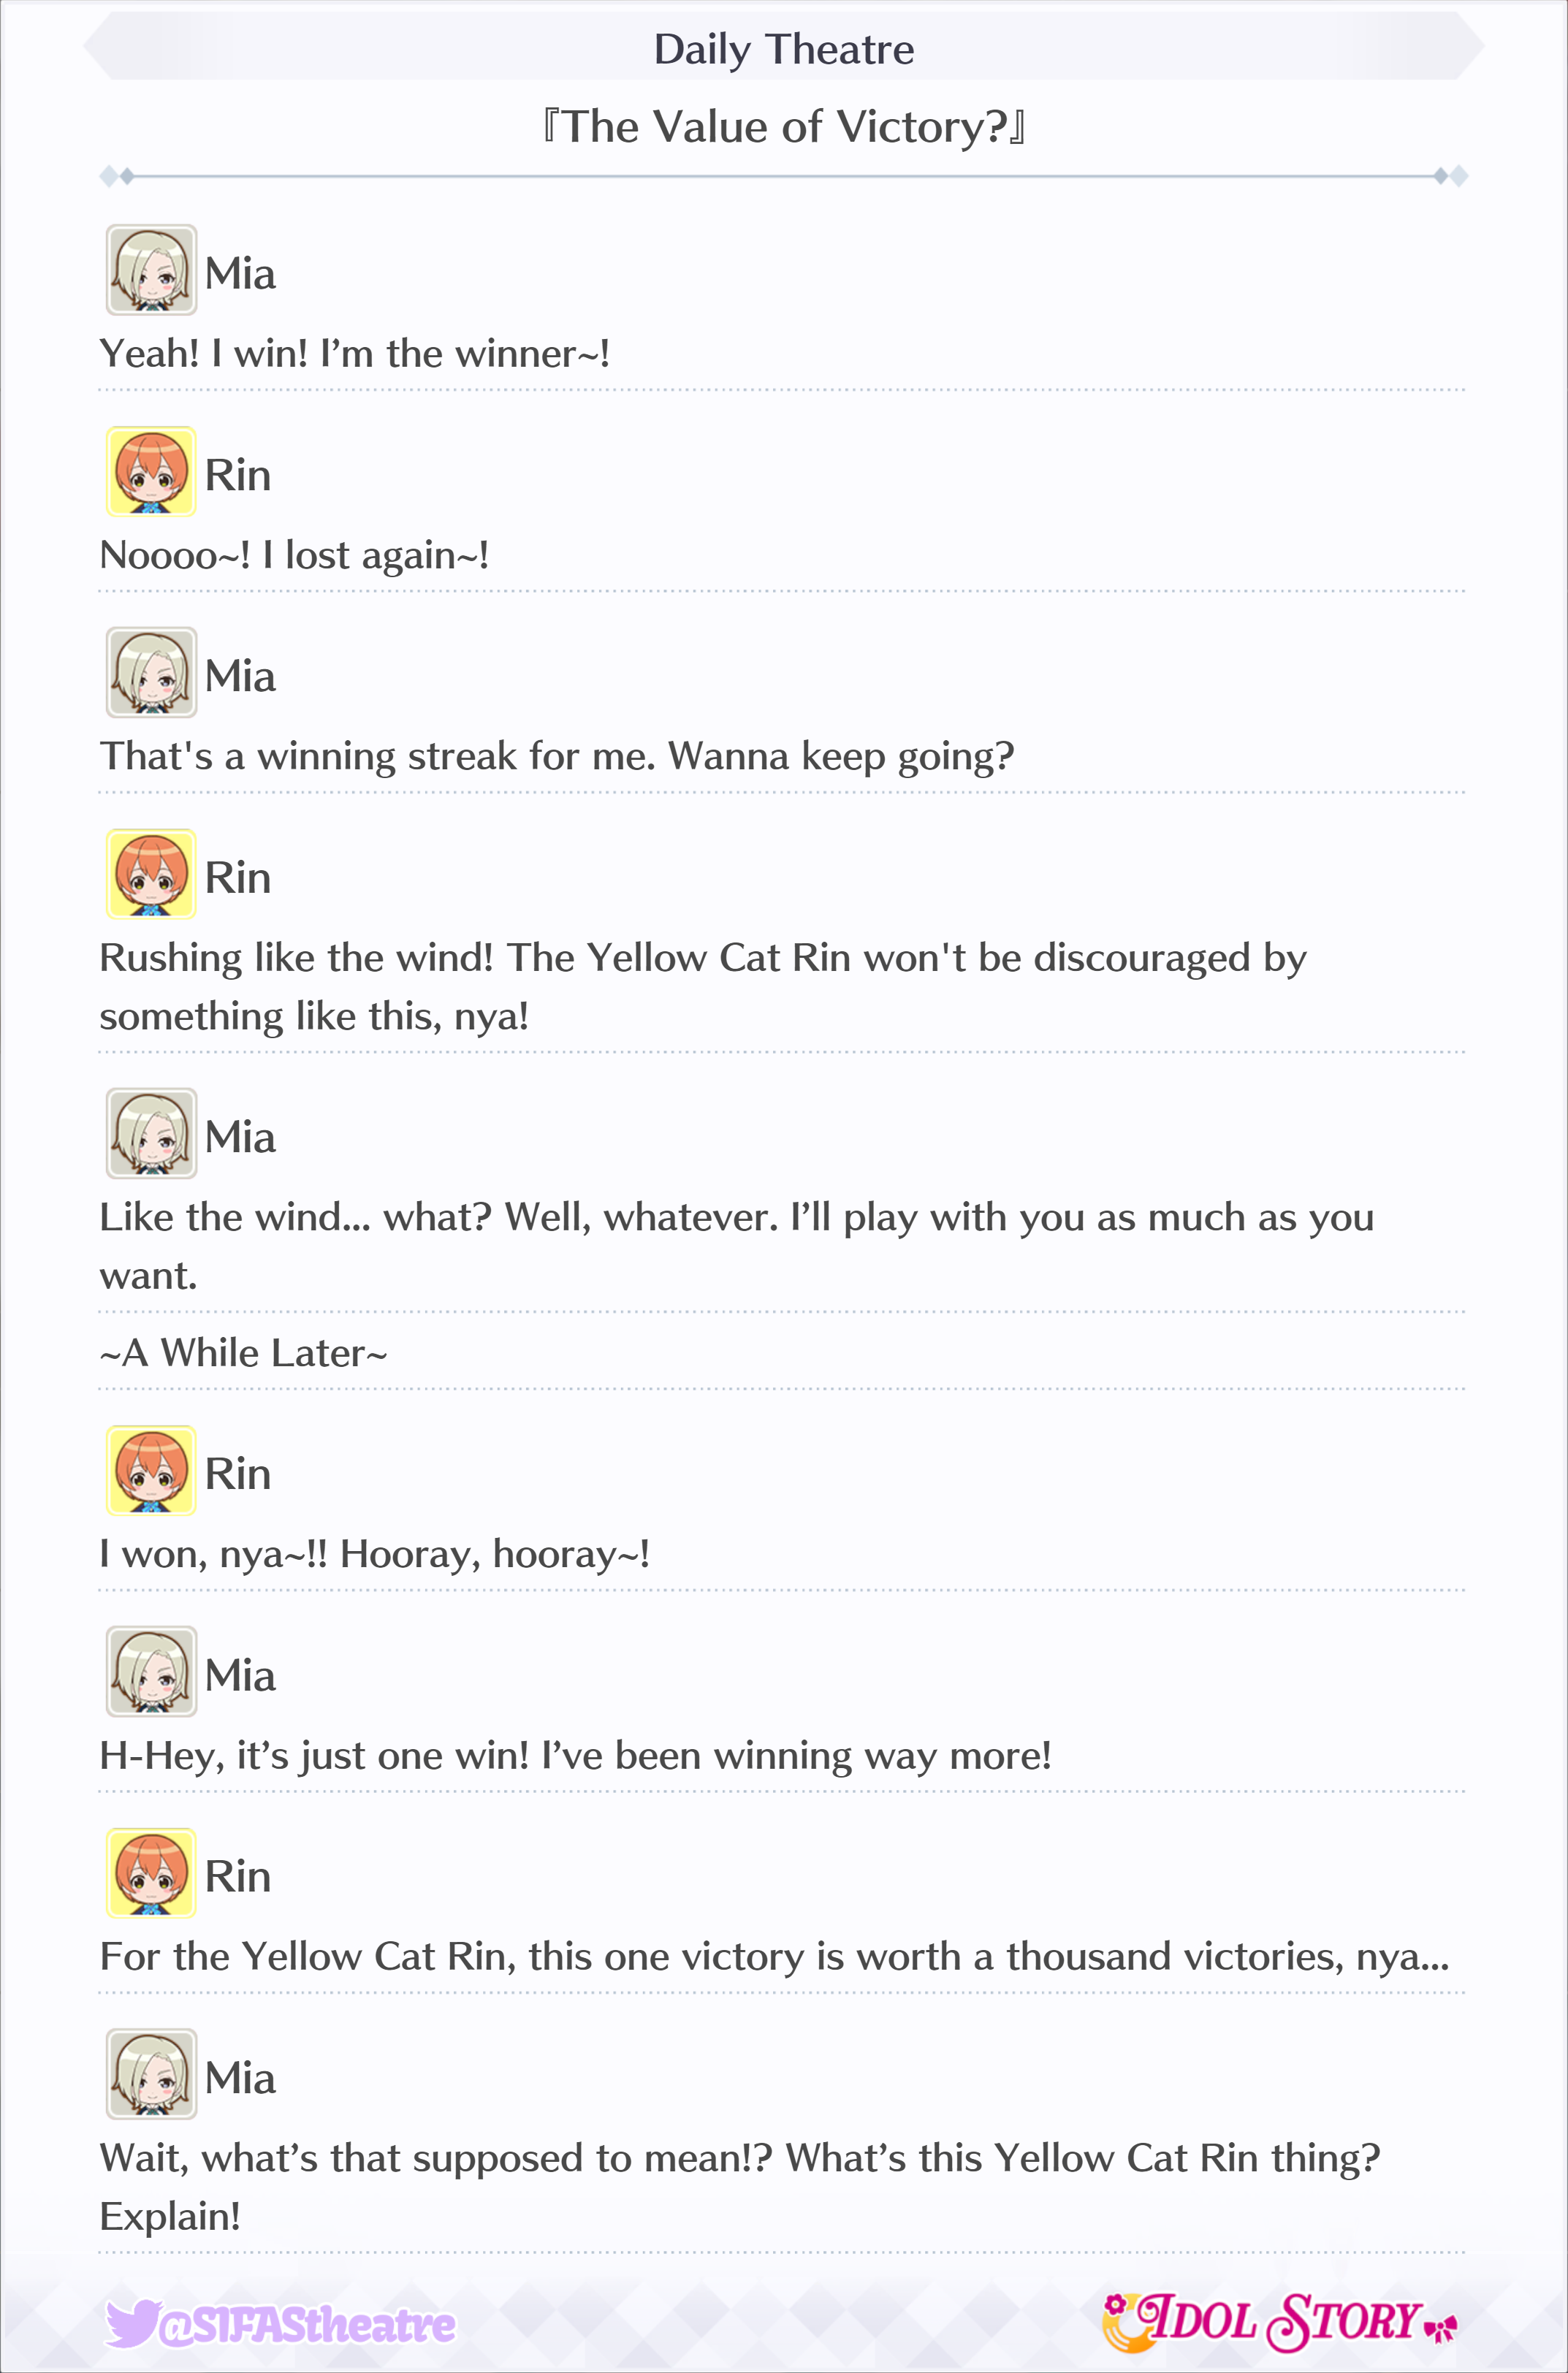 Daily Theatre
『The Value of Victory?』
Mia
Yeah! I win! I’m the winner~!
Rin
Noooo~! I lost again~!
Mia
That's a winning streak for me. Wanna keep going?
Rin
Rushing like the wind! The Yellow Cat Rin won't be discouraged by
something like this, nya!
Mia
Like the wind... what? Well, whatever. I’ll play with you as much as you
want.
~A While Later~
Rin
I won, nya~!! Hooray, hooray~!
Mia
H-Hey, it’s just one win! I’ve been winning way more!
Rin
For the Yellow Cat Rin, this one victory is worth a thousand victories, nya...
Mia
Wait, what’s that supposed to mean!? What’s this Yellow Cat Rin thing?
Explain!
@SIFAStheatre
IDOL STORY